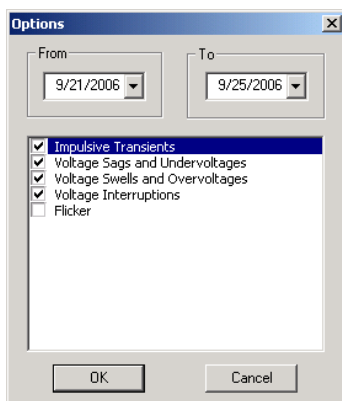 Options
From
To
9/21/2006
9/25/2006
Impulsive Transients
Voltage Sags and Undervoltages
Voltage Swells and Overvoltages
Voltage Interruptions
Flicker
OK
Cancel